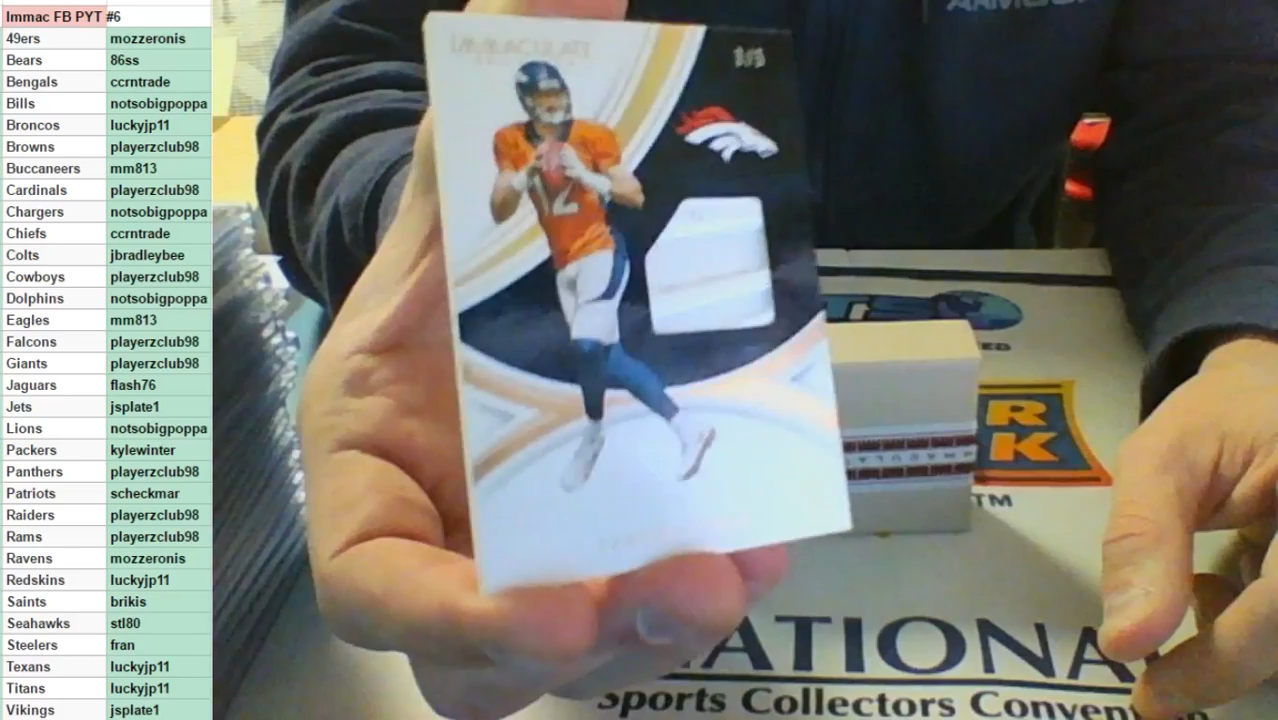 Immac FB PYT #6
49ers mozzeronis
Bears 86ss
Bengals ccrntrade
Bills notsobigpoppa
Broncos luckyjp11
Browns playerzclub98
Buccaneers mm813
Cardinals playerzclub98
Chargers notsobigpoppa
Chiefs ccrntrade
Colts jbradleybee
Cowboys playerzclub98
Dolphins notsobigpoppa
Eagles mm813
Falcons playerzclub98
Giants playerzclub98
Jaguars flash76
Jets jsplate1
Lions notsobigpoppa
Packers kylewinter
Panthers playerzclub98
Patriots scheckmar
Raiders playerzclub98
Rams playerzclub98
Ravens mozzeronis
Redskins luckyjp11
Saints brikis
Seahawks stl80
Steelers fran
Texans luckyjp11
Titans luckyjp11
Vikings jsplate1
IMMACULATE
12
R
K
TM
NATIONA
Sports Collectors Convention